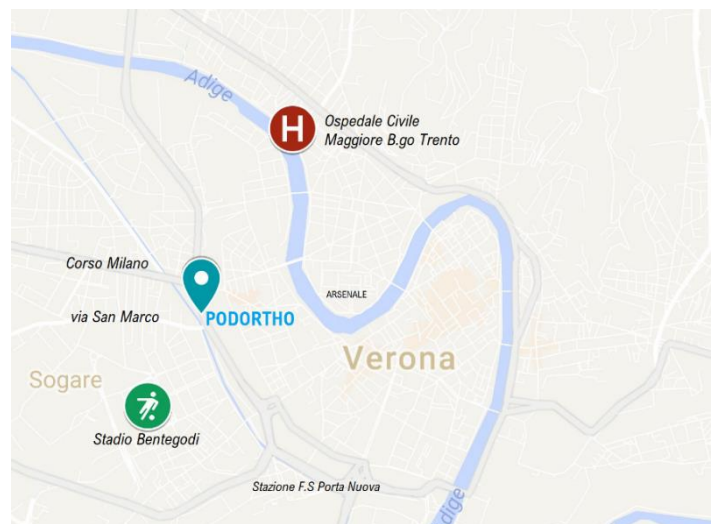 Adige
H
Ospedale Civile
Maggiore B.go Trento
Corso Milano
ARSENALE
via San Marco
PODORTHO
Verona
Sogare
Stadio Bentegodi
Stazione F.S Porta Nuova
Adige